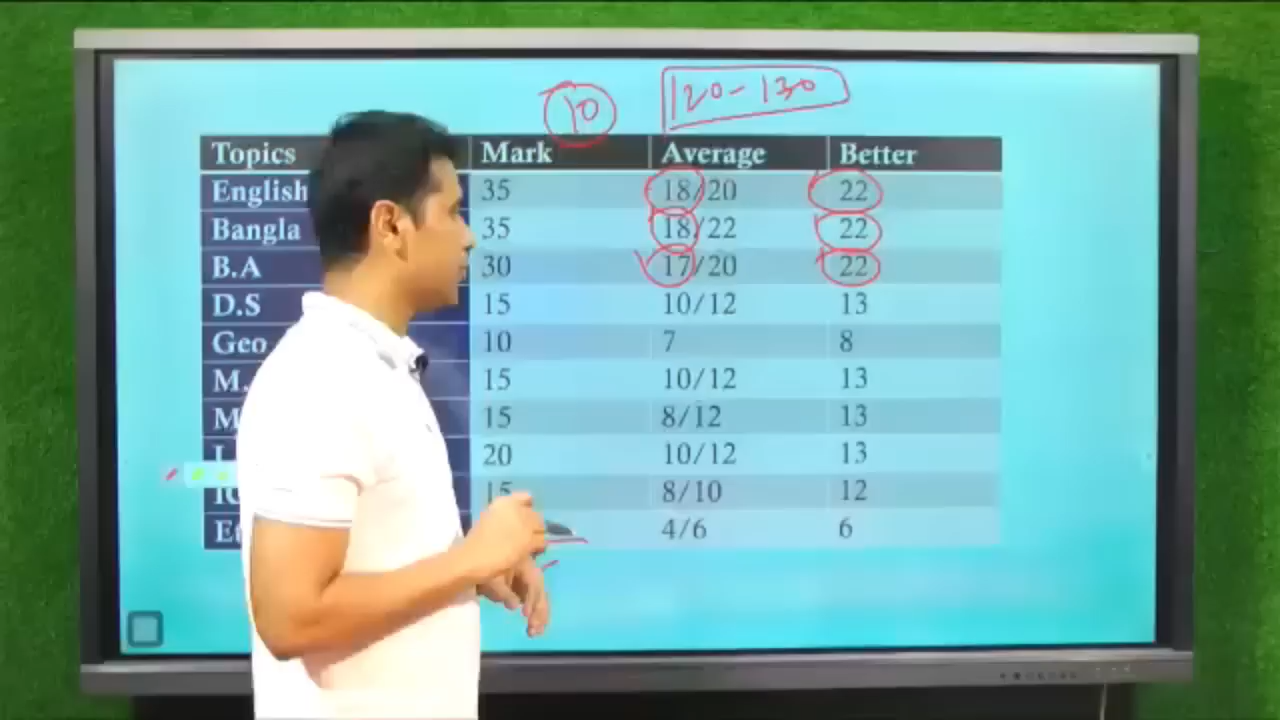 10 120-130
Topics Mark Average Better
English 35 18/20 22
Bangla 35 18/22 22
B.A 30 17/20 22
D.S 15 10/12 13
Geo 10 7 8
M. 15 10/12 13
M 15 8/12 13
20 10/12 13
15 8/10 12
4/6 6